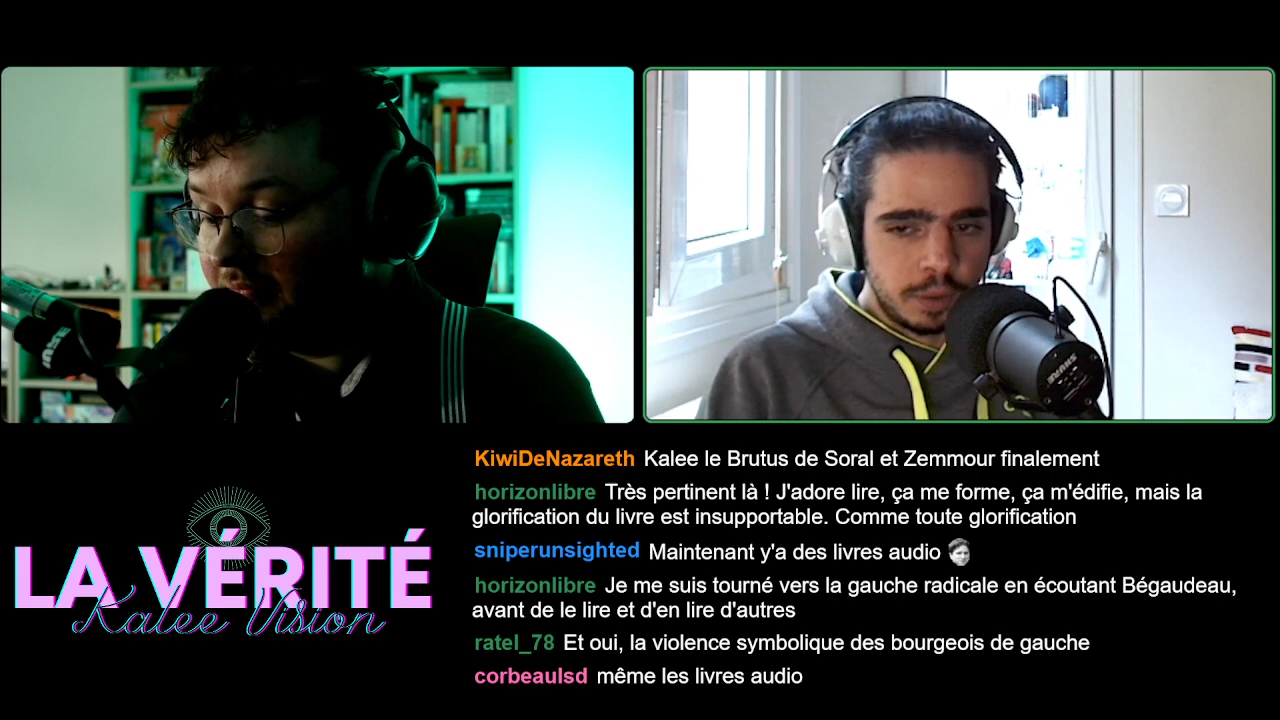 KiwiDeNazareth Kalee le Brutus de Soral et Zemmour finalement
horizonlibre Très pertinent là ! J'adore lire, ça me forme, ça m'édifie, mais la
glorification du livre est insupportable. Comme toute glorification
sniperunsighted Maintenant y'a des livres audio
horizonlibre Je me suis tourné vers la gauche radicale en écoutant Bégaudeau,
avant de le lire et d'en lire d'autres
ratel_78 Et oui, la violence symbolique des bourgeois de gauche
corbeaulsd même les livres audio
LA VÉRITÉ
Kalee Vision
SHURE